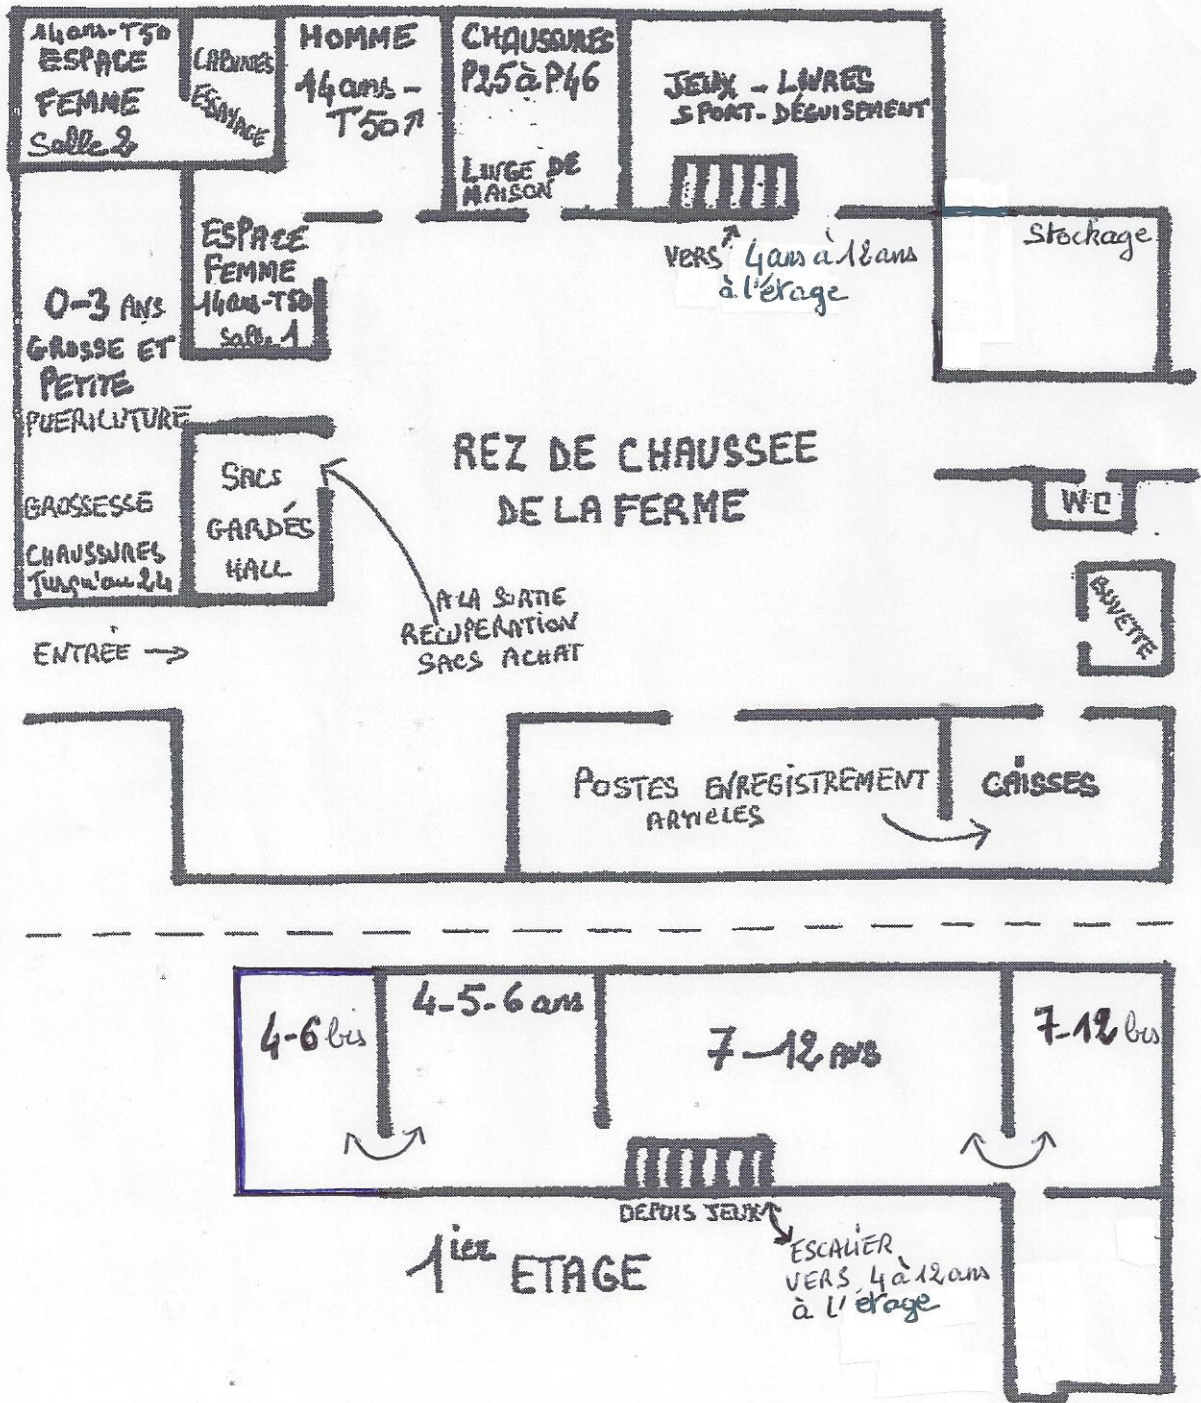 14ans-T50
ESPACE
FEMME
Salle 2
CABINES
ESSAYAGE
HOMME
14ans-
T50
CHAUSSURES
P25 à P46
LINGE DE
MAISON
JEUX - LIVRES
SPORT-DÉGUISEMENT
VERS 4ans à 12ans
à l'étage
Stockage
ESPACE
FEMME
14ans-T50
Salle 1
0-3 ANS
GROSSE ET
PETITE
PUERICUTURE
GROSSESSE
CHAUSSURES
Jusqu'au 24
SACS
GARDÉS
HALL
REZ DE CHAUSSEE
DE LA FERME
WC
BUVETTE
A LA SORTIE
RECUPERATION
SACS ACHAT
ENTRÉE →
POSTES ENREGISTREMENT
ARTICLES
CAISSES
4-6 bis
4-5-6 ans
7-12 ANS
7-12 bis
DEPUIS JEUX
1ier ETAGE
ESCALIER
VERS 4 à 12 ans
à l'étage